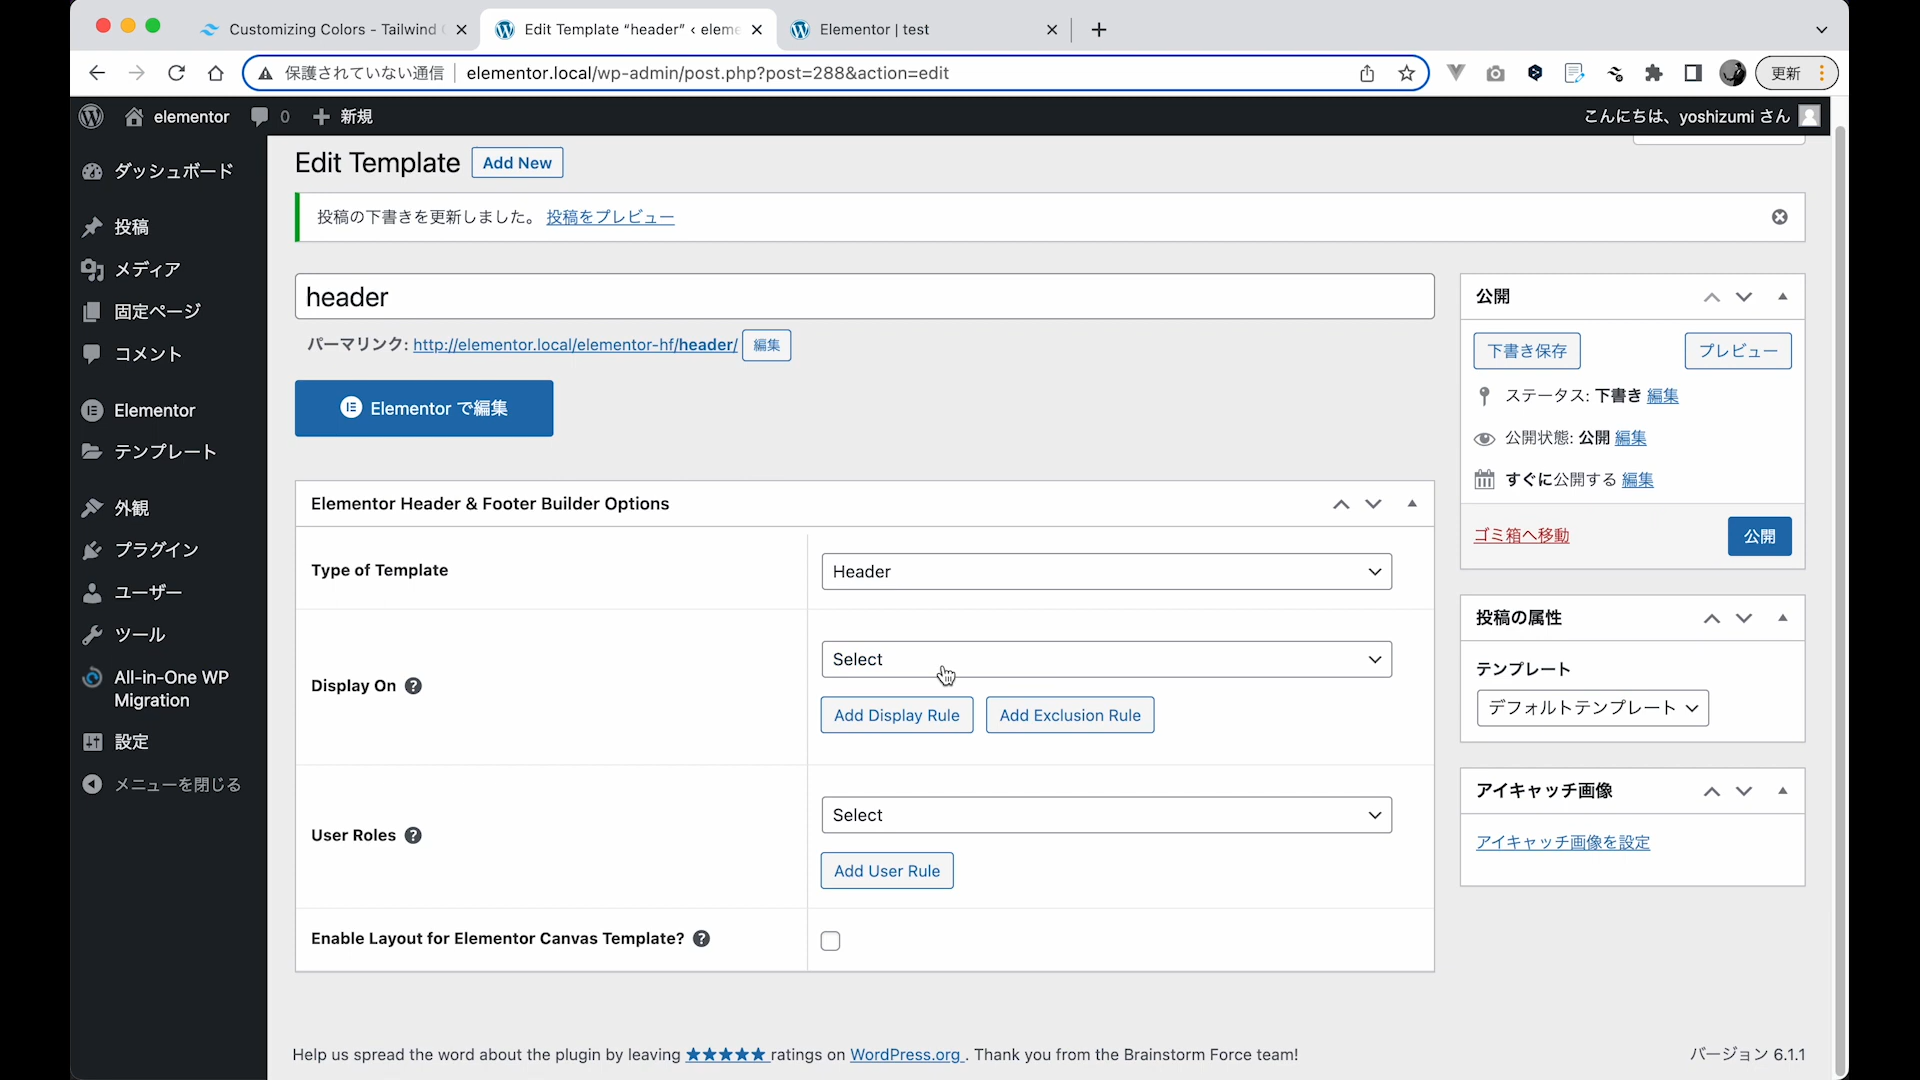 Customizing Colors - Tailwind
Edit Template “header” ‹ eleme
Elementor | test
保護されていない通信
elementor.local/wp-admin/post.php?post=288&action=edit
更新
elementor
0
新規
こんにちは、yoshizumi さん
ダッシュボード
投稿
メディア
固定ページ
コメント
Elementor
テンプレート
外観
プラグイン
ユーザー
ツール
All-in-One WP
Migration
設定
メニューを閉じる
Edit Template
Add New
投稿の下書きを更新しました。 投稿をプレビュー
header
パーマリンク: http://elementor.local/elementor-hf/header/ 編集
Elementor で編集
Elementor Header & Footer Builder Options
Type of Template
Header
Display On
Select
Add Display Rule
Add Exclusion Rule
User Roles
Select
Add User Rule
Enable Layout for Elementor Canvas Template?
公開
下書き保存
プレビュー
ステータス: 下書き 編集
公開状態: 公開 編集
すぐに公開する 編集
ゴミ箱へ移動
公開
投稿の属性
テンプレート
デフォルトテンプレート
アイキャッチ画像
アイキャッチ画像を設定
Help us spread the word about the plugin by leaving ★★★★★ ratings on WordPress.org . Thank you from the Brainstorm Force team!
バージョン 6.1.1